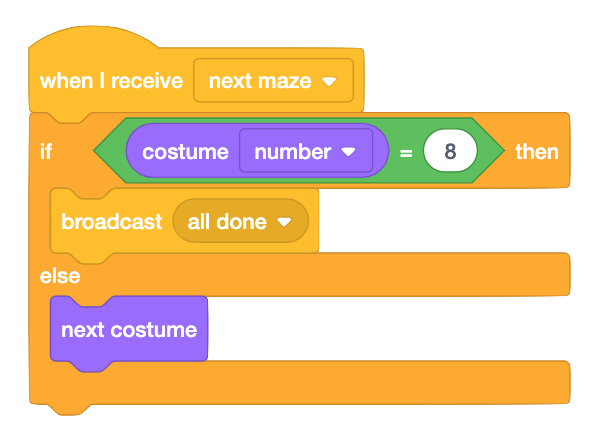 when I receive next maze
if costume number = 8 then
broadcast all done
else
next costume